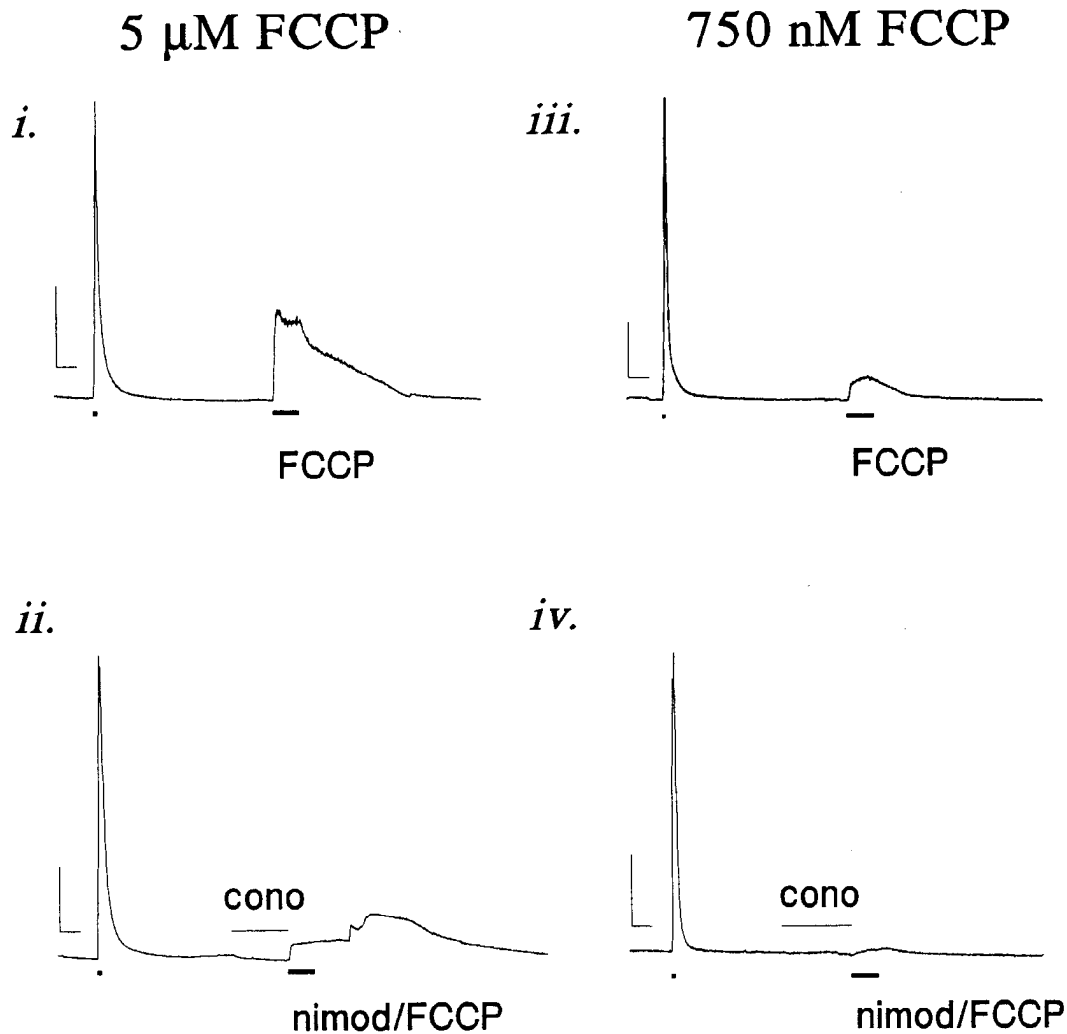 5 μM FCCP
750 nM FCCP
i.
iii.
FCCP
FCCP
ii.
iv.
cono
cono
nimod/FCCP
nimod/FCCP